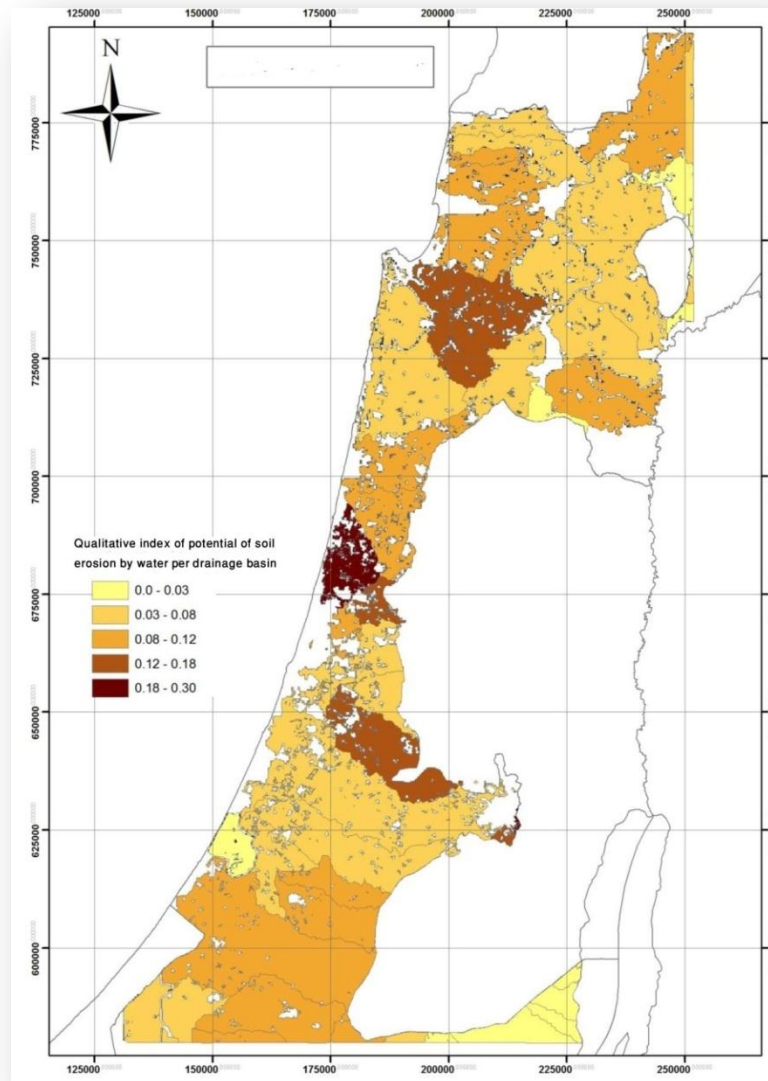 125000 150000 175000 200000 225000 250000
N
775000
750000
725000
700000
Qualitative index of potential of soil
erosion by water per drainage basin
0.0 - 0.03
0.03 - 0.08
0.08 - 0.12
0.12 - 0.18
0.18 - 0.30
675000
650000
625000
600000
125000 150000 175000 200000 225000 250000